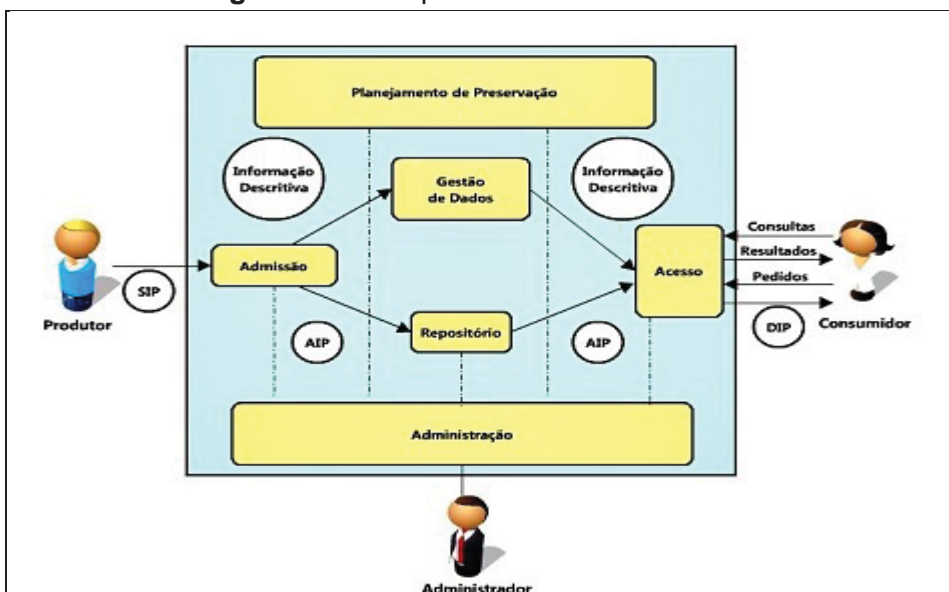 Planejamento de Preservação
Informação
Descritiva
Gestão
de Dados
Informação
Descritiva
Consultas
Resultados
Pedidos
Admissão
Acesso
SIP
Produtor
AIP
Repositório
AIP
DIP
Consumidor
Administração
Administrador